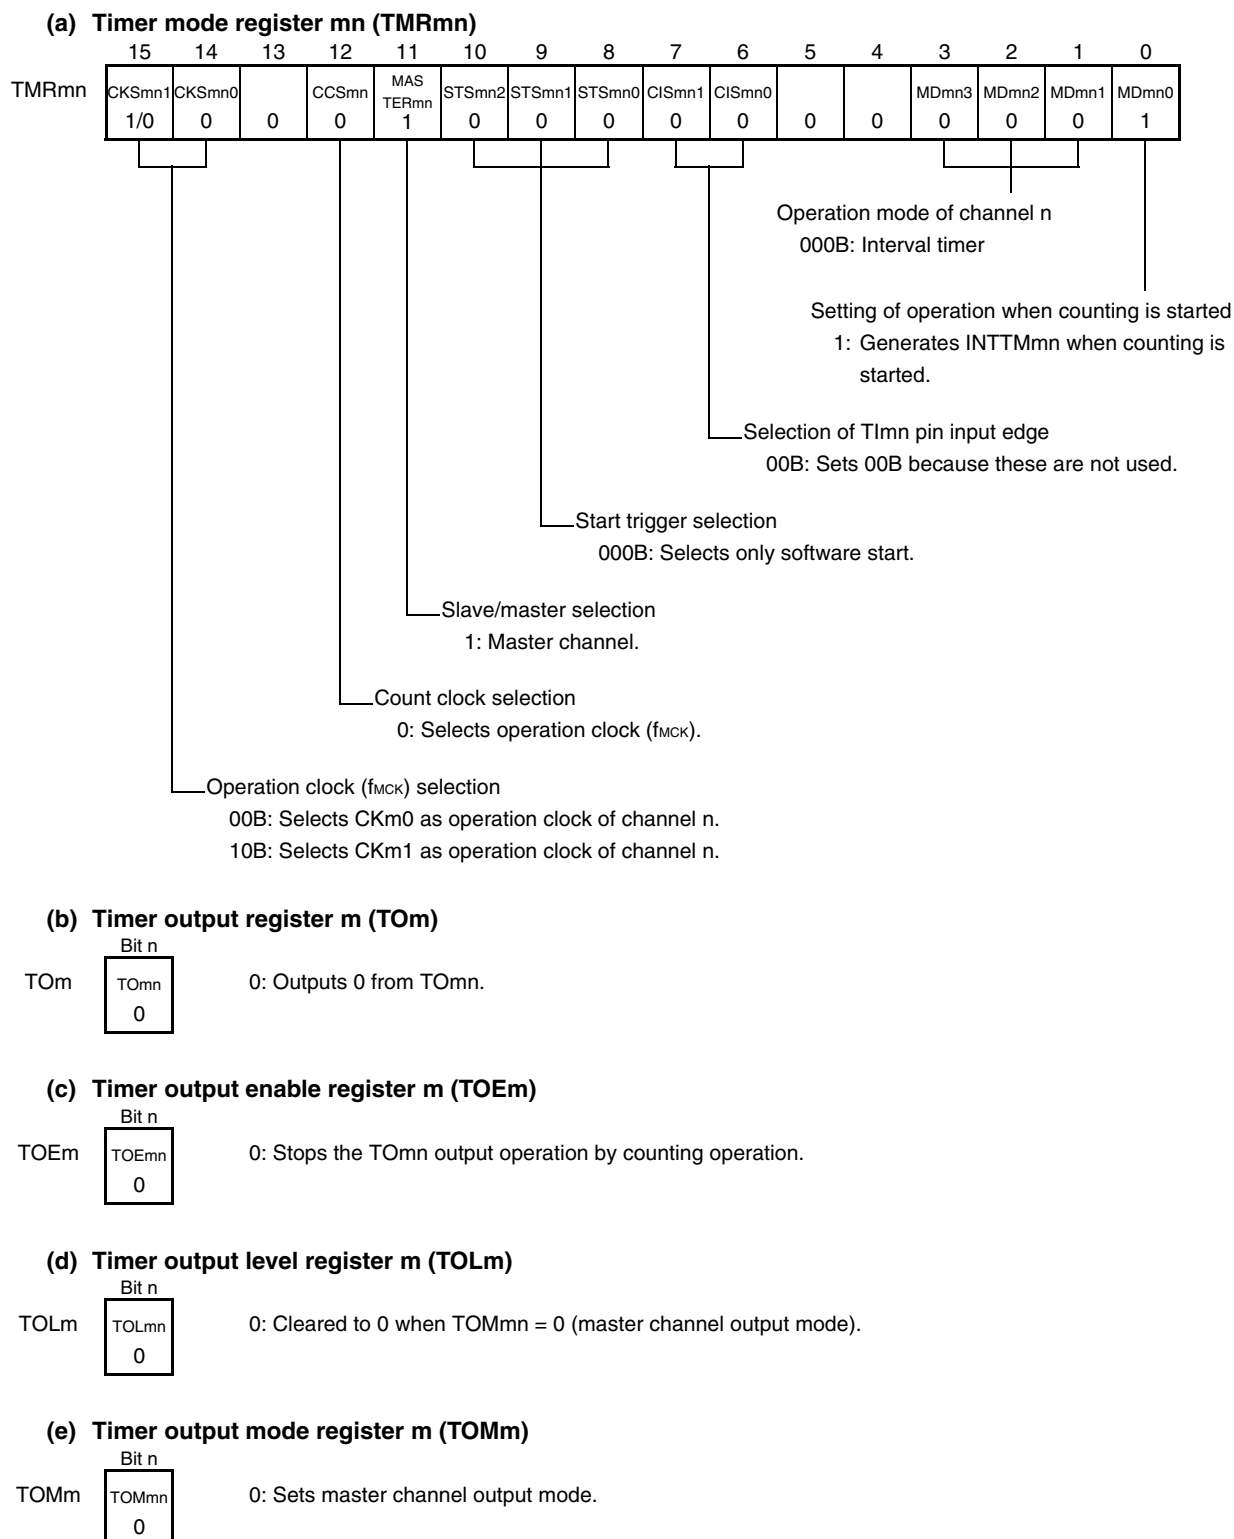 (a) Timer mode register mn (TMRmn)
15 14 13 12 11 10 9 8 7 6 5 4 3 2 1 0
TMRmn CKSmn1 CKSmn0 CCSmn MAS TERmn STSmn2 STSmn1 STSmn0 CISmn1 CISmn0 MDmn3 MDmn2 MDmn1 MDmn0
1/0 0 0 0 1 0 0 0 0 0 0 0 0 0 0 1
Operation mode of channel n
000B: Interval timer
Setting of operation when counting is started
1: Generates INTTMmn when counting is
started.
Selection of TImn pin input edge
00B: Sets 00B because these are not used.
Start trigger selection
000B: Selects only software start.
Slave/master selection
1: Master channel.
Count clock selection
0: Selects operation clock (fMCK).
Operation clock (fMCK) selection
00B: Selects CKm0 as operation clock of channel n.
10B: Selects CKm1 as operation clock of channel n.
(b) Timer output register m (TOm)
Bit n
TOm TOmn 0: Outputs 0 from TOmn.
0
(c) Timer output enable register m (TOEm)
Bit n
TOEm TOEmn 0: Stops the TOmn output operation by counting operation.
0
(d) Timer output level register m (TOLm)
Bit n
TOLm TOLmn 0: Cleared to 0 when TOMmn = 0 (master channel output mode).
0
(e) Timer output mode register m (TOMm)
Bit n
TOMm TOMmn 0: Sets master channel output mode.
0